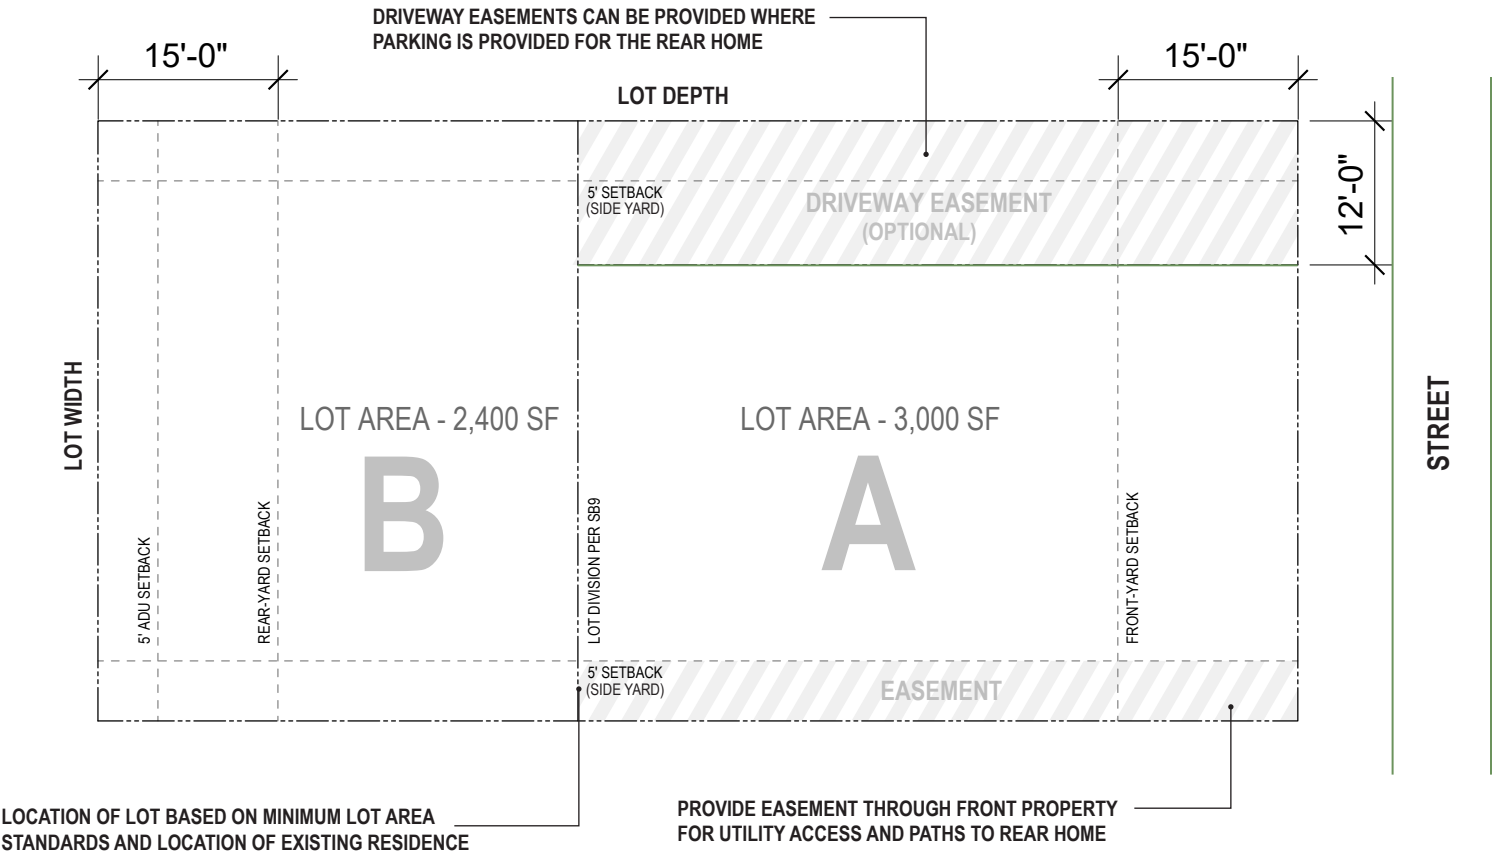 DRIVEWAY EASEMENTS CAN BE PROVIDED WHERE
PARKING IS PROVIDED FOR THE REAR HOME
15'-0"
15'-0"
LOT DEPTH
5' SETBACK
(SIDE YARD)
DRIVEWAY EASEMENT
(OPTIONAL)
12'-0"
LOT WIDTH
LOT AREA - 2,400 SF
B
LOT AREA - 3,000 SF
A
STREET
5' ADU SETBACK
REAR-YARD SETBACK
LOT DIVISION PER SB9
FRONT-YARD SETBACK
5' SETBACK
(SIDE YARD)
EASEMENT
LOCATION OF LOT BASED ON MINIMUM LOT AREA
STANDARDS AND LOCATION OF EXISTING RESIDENCE
PROVIDE EASEMENT THROUGH FRONT PROPERTY
FOR UTILITY ACCESS AND PATHS TO REAR HOME